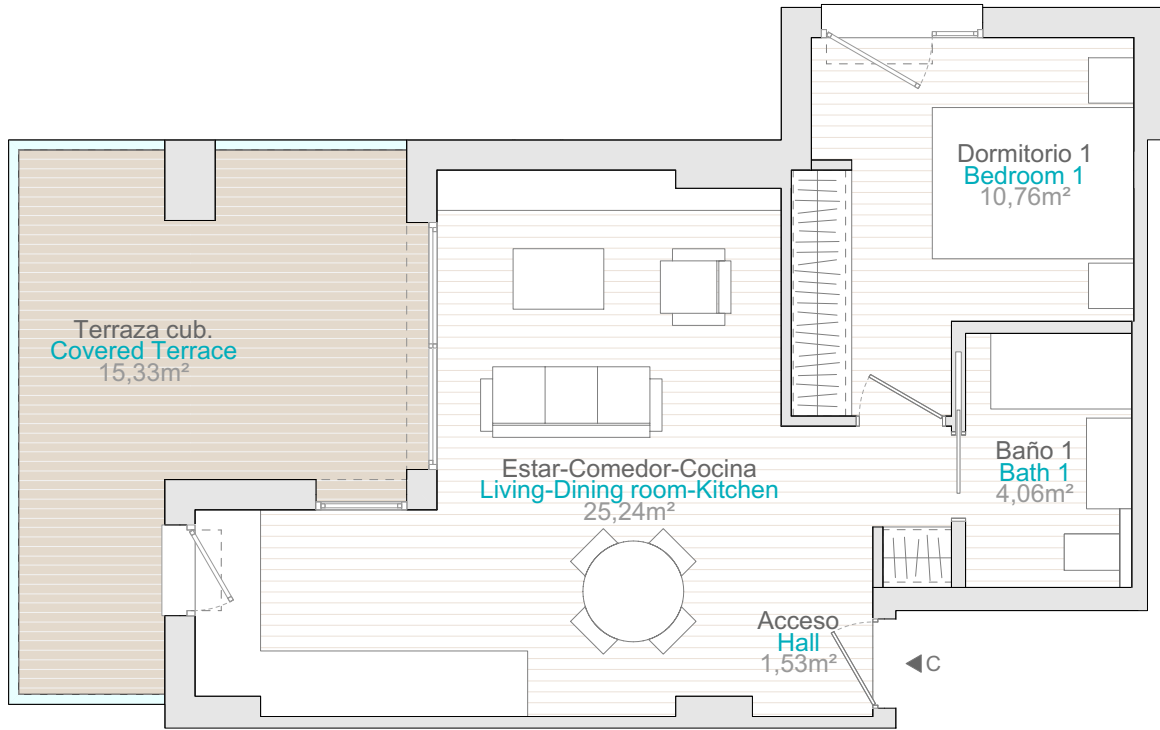 Dormitorio 1
Bedroom 1
10,76m²
Terraza cub.
Covered Terrace
15,33m²
Estar-Comedor-Cocina
Living-Dining room-Kitchen
25,24m²
Baño 1
Bath 1
4,06m²
Acceso
Hall
1,53m²
C